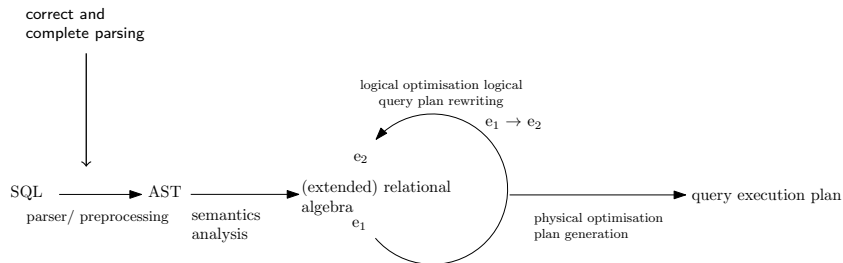 correct and
complete parsing
logical optimisation logical
query plan rewriting
e₁ → e₂
e₂
SQL
AST
(extended) relational
algebra
query execution plan
parser/ preprocessing
semantics
analysis
e₁
physical optimisation
plan generation